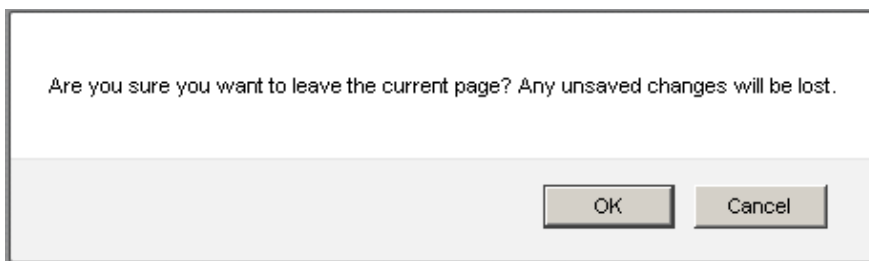 Are you sure you want to leave the current page? Any unsaved changes will be lost.
OK Cancel